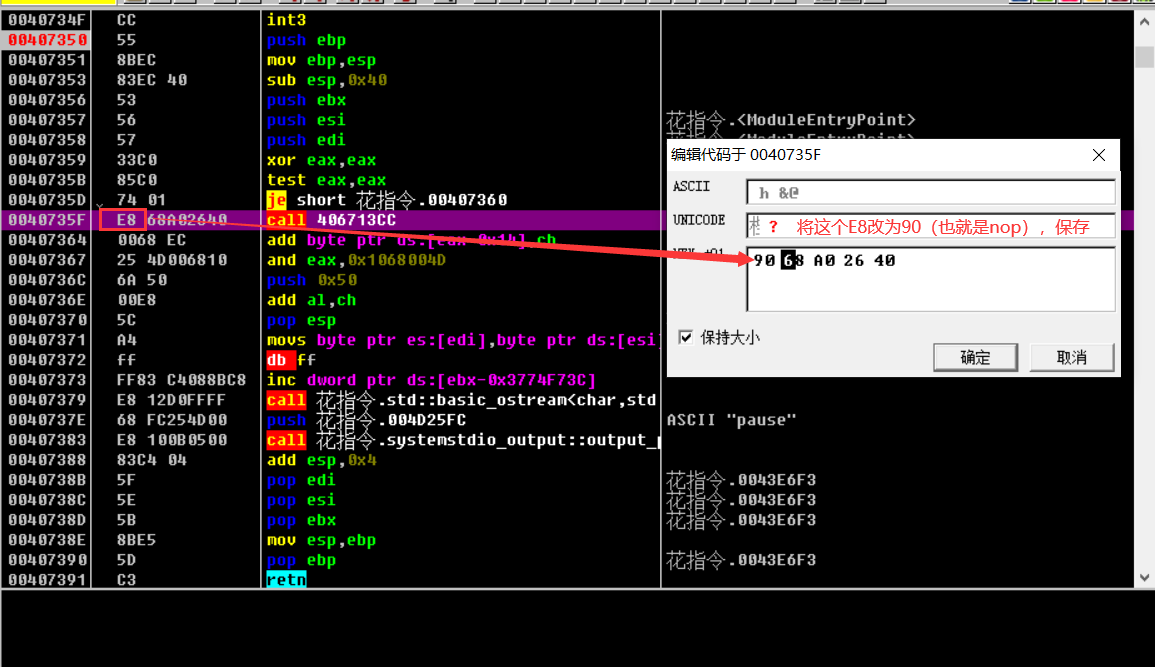 0040734F CC int3
00407350 55 push ebp
00407351 8BEC mov ebp,esp
00407353 83EC 40 sub esp,0x40
00407356 53 push ebx
00407357 56 push esi 花指令.<ModuleEntryPoint>
00407358 57 push edi 花指令.<ModuleEntryPoint>
00407359 33C0 xor eax,eax
0040735B 85C0 test eax,eax
0040735D 74 01 je short 花指令.00407360
0040735F E8 68A02640 call 406713CC
00407364 0068 EC add byte ptr ds:[eax-0x14],ch
00407367 25 4D006810 and eax,0x1068004D
0040736C 6A 50 push 0x50
0040736E 00E8 add al,ch
00407370 5C pop esp
00407371 A4 movs byte ptr es:[edi],byte ptr ds:[esi]
00407372 ff db ff
00407373 FF83 C4088BC8 inc dword ptr ds:[ebx-0x3774F73C]
00407379 E8 12D0FFFF call 花指令.std::basic_ostream<char,std
0040737E 68 FC254D00 push 花指令.004D25FC ASCII "pause"
00407383 E8 100B0500 call 花指令.systemstdio_output::output_p
00407388 83C4 04 add esp,0x4
0040738B 5F pop edi 花指令.0043E6F3
0040738C 5E pop esi 花指令.0043E6F3
0040738D 5B pop ebx 花指令.0043E6F3
0040738E 8BE5 mov esp,ebp
00407390 5D pop ebp 花指令.0043E6F3
00407391 C3 retn
编辑代码于 0040735F
ASCII h &@
UNICODE ? 将这个E8改为90（也就是nop），保存
90 68 A0 26 40
保持大小
确定 取消